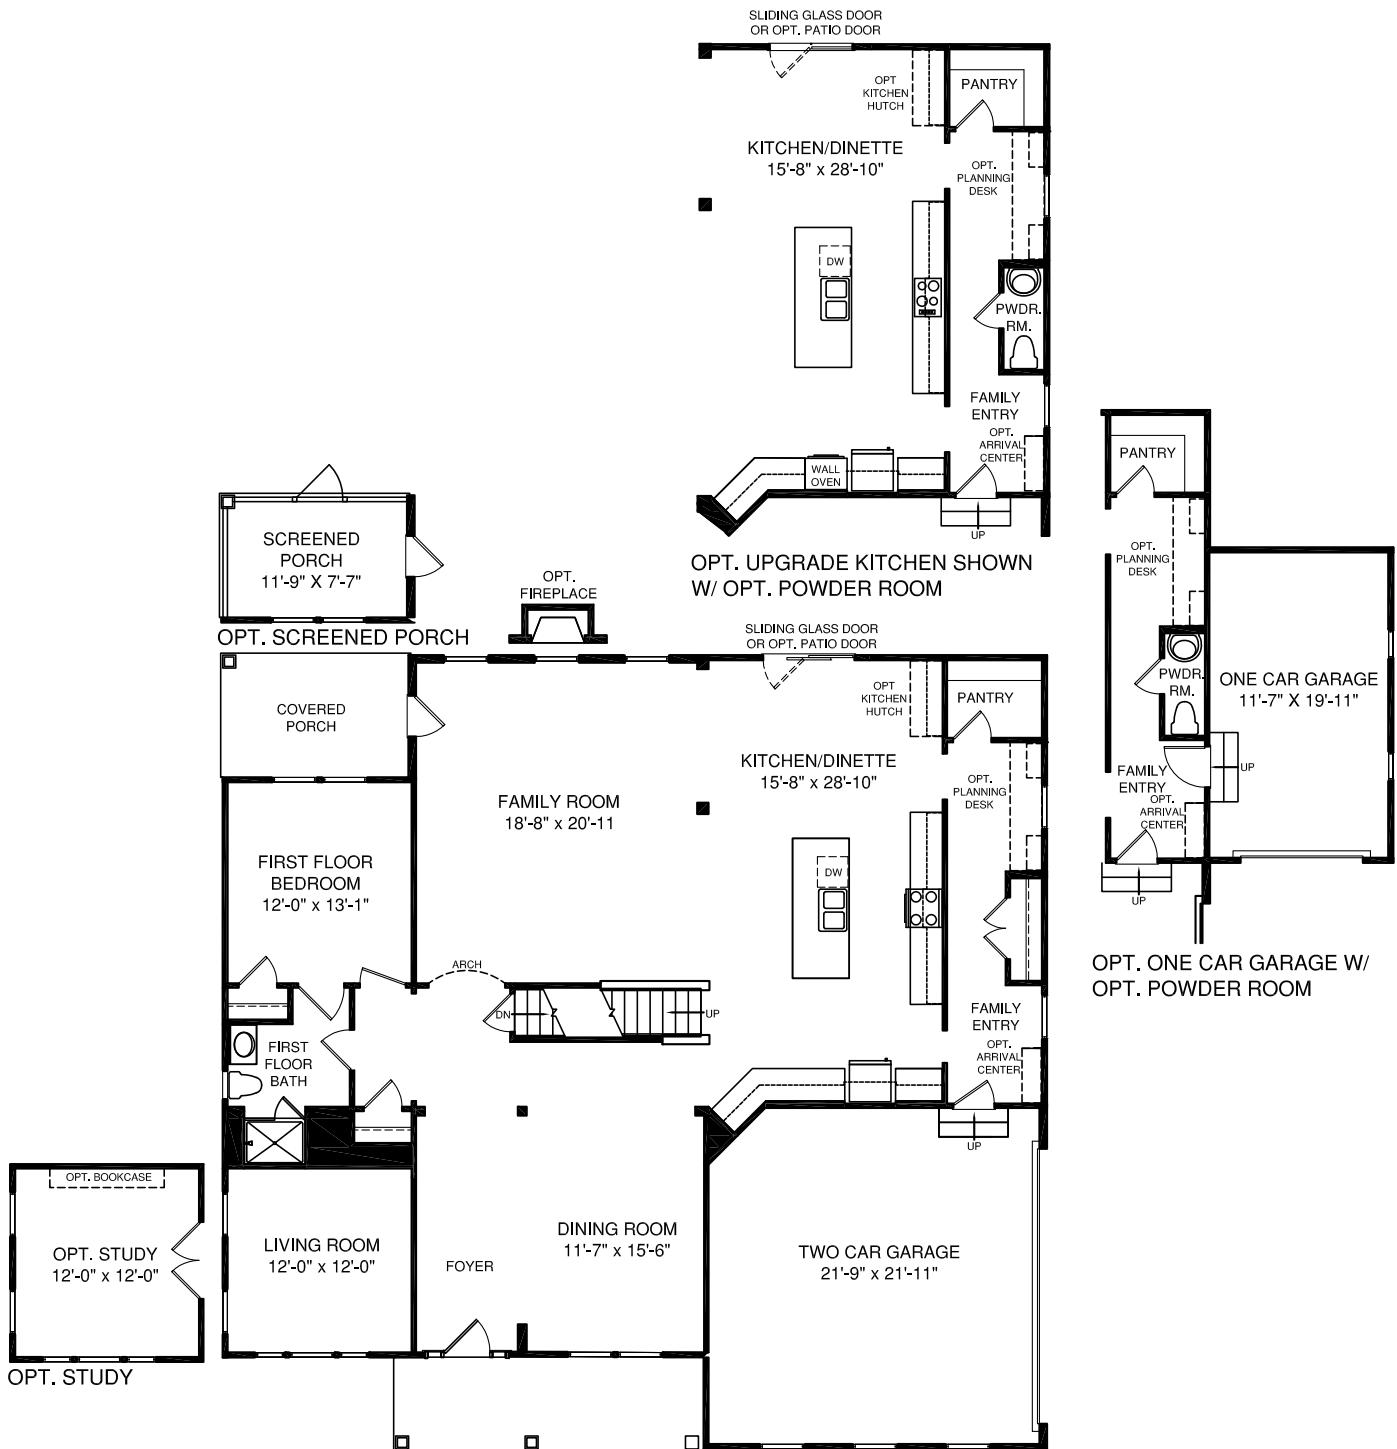 SLIDING GLASS DOOR
OR OPT. PATIO DOOR
OPT
KITCHEN
HUTCH
PANTRY
KITCHEN/DINETTE
15'-8" x 28'-10"
OPT.
PLANNING
DESK
DW
PWDR.
RM.
FAMILY
ENTRY
OPT.
ARRIVAL
CENTER
WALL
OVEN
UP
OPT. UPGRADE KITCHEN SHOWN
W/ OPT. POWDER ROOM
SCREENED
PORCH
11'-9" X 7'-7"
OPT. SCREENED PORCH
OPT.
FIREPLACE
PANTRY
OPT.
PLANNING
DESK
PWDR.
RM.
ONE CAR GARAGE
11'-7" X 19'-11"
UP
FAMILY
ENTRY
OPT.
ARRIVAL
CENTER
UP
OPT. ONE CAR GARAGE W/
OPT. POWDER ROOM
SLIDING GLASS DOOR
OR OPT. PATIO DOOR
COVERED
PORCH
OPT
KITCHEN
HUTCH
PANTRY
KITCHEN/DINETTE
15'-8" x 28'-10"
OPT.
PLANNING
DESK
FAMILY ROOM
18'-8" x 20'-11
FIRST FLOOR
BEDROOM
12'-0" x 13'-1"
DW
ARCH
DN
UP
FAMILY
ENTRY
OPT.
ARRIVAL
CENTER
FIRST
FLOOR
BATH
UP
OPT. BOOKCASE
OPT. STUDY
12'-0" x 12'-0"
OPT. STUDY
LIVING ROOM
12'-0" x 12'-0"
FOYER
DINING ROOM
11'-7" x 15'-6"
TWO CAR GARAGE
21'-9" x 21'-11"